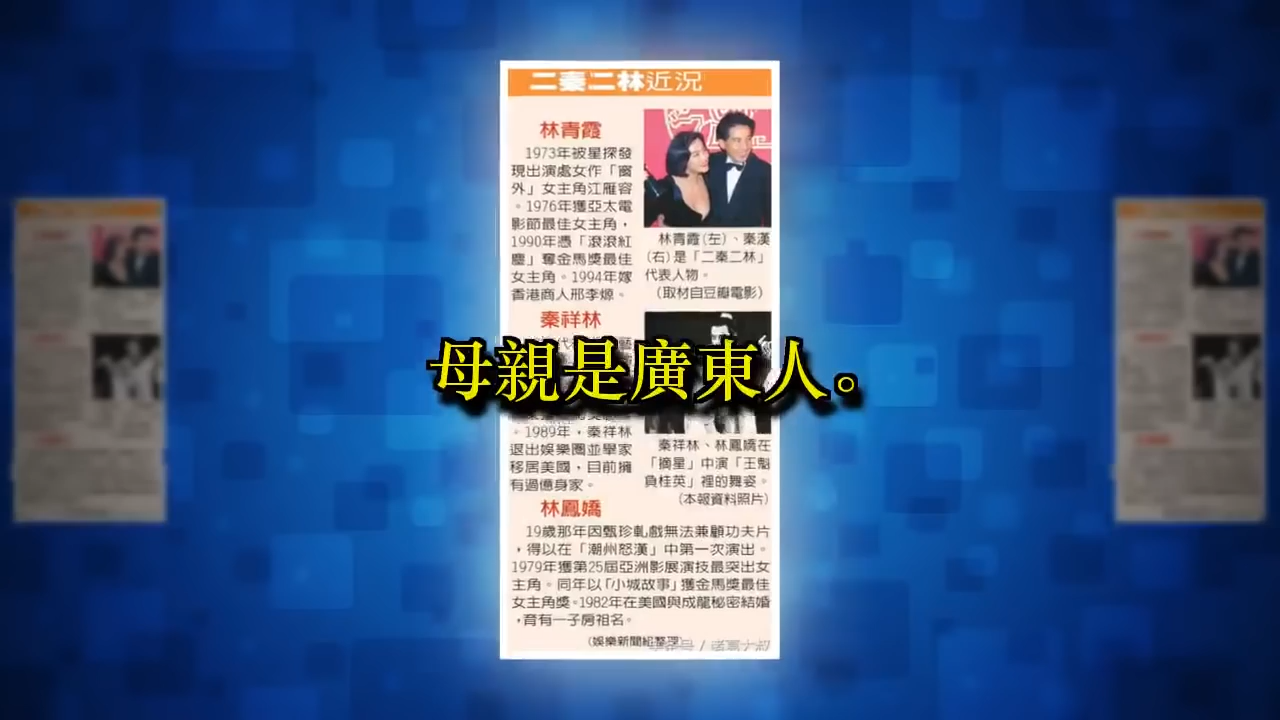 二秦二林近況
林青霞
1973年被星探發
現出演處女作「窗
外」女主角江雁容
。1976年獲亞太電
影節最佳女主角，
1990年憑「滾滾紅
塵」奪金馬獎最佳
女主角。1994年嫁
香港商人邢李㷧。
林青霞(左)、秦漢
(右)是「二秦二林」
代表人物。
(取材自豆瓣電影)
秦祥林
母親是廣東人。
。1989年，秦祥林
退出娛樂圈並舉家
移居美國，目前擁
有過億身家。
秦祥林、林鳳嬌在
「摘星」中演「王魁
負桂英」裡的舞姿。
(本報資料照片)
林鳳嬌
19歲那年因甄珍軋戲無法兼顧功夫片
，得以在「潮州怒漢」中第一次演出。
1979年獲第25屆亞洲影展演技最突出女
主角。同年以「小城故事」獲金馬獎最佳
女主角獎。1982年在美國與成龍秘密結婚
，育有一子房祖名。
(娛樂新聞組整理)